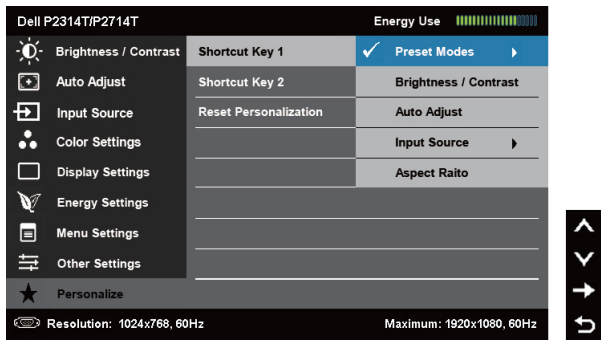 Dell P2314T/P2714T Energy Use
Brightness / Contrast Shortcut Key 1 Preset Modes
Auto Adjust Shortcut Key 2 Brightness / Contrast
Input Source Reset Personalization Auto Adjust
Color Settings Input Source
Display Settings Aspect Raito
Energy Settings
Menu Settings
Other Settings
Personalize
Resolution: 1024x768, 60Hz Maximum: 1920x1080, 60Hz